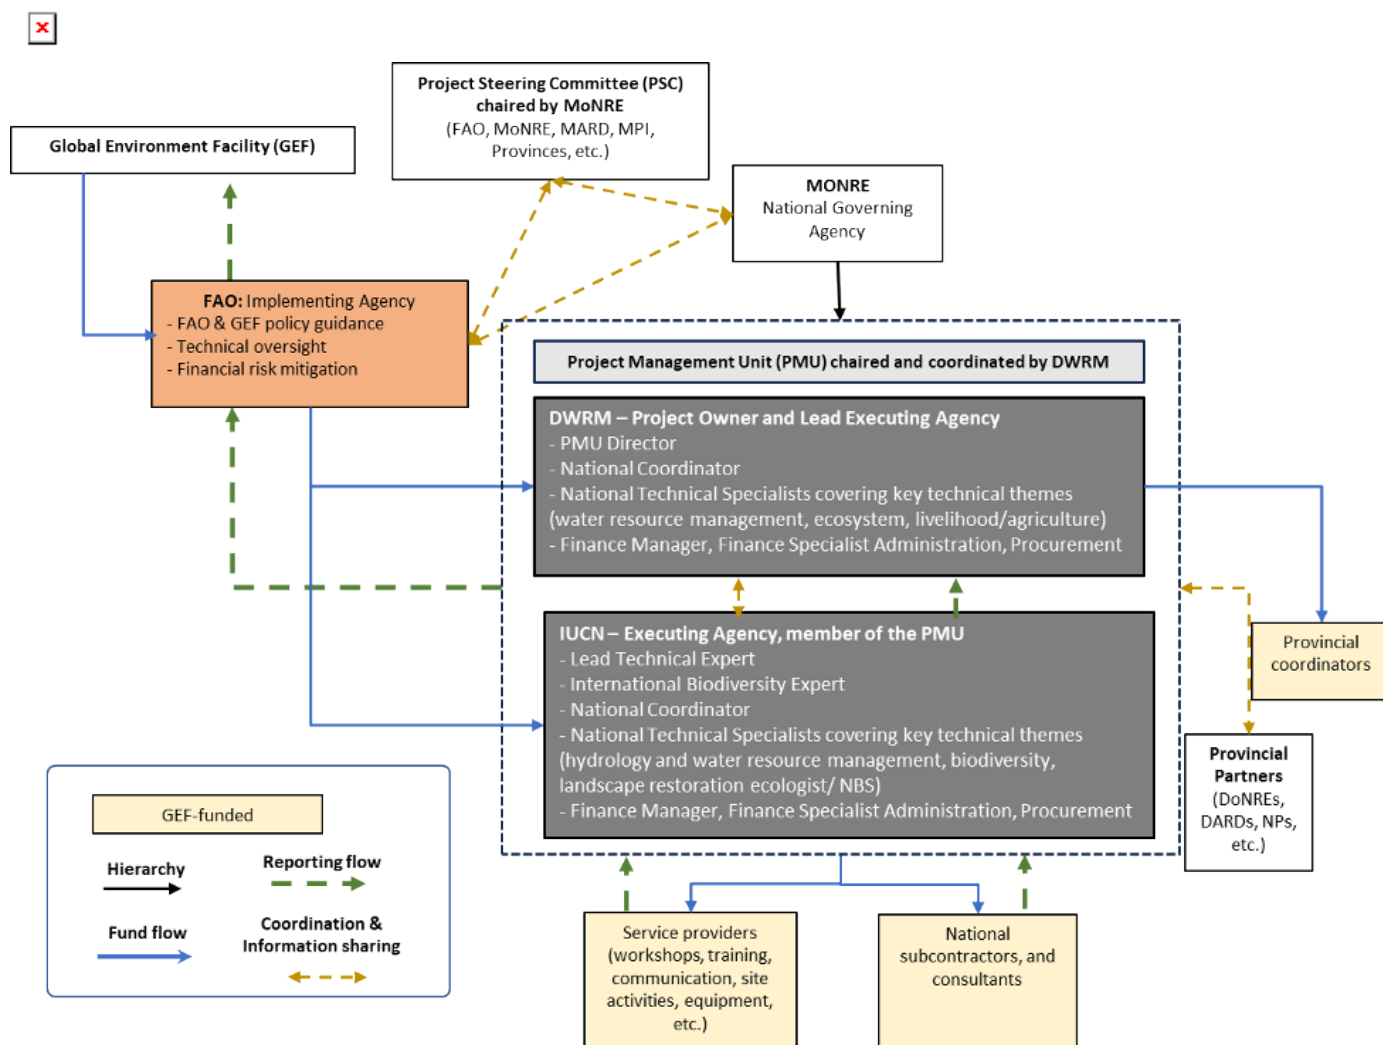 Project Steering Committee (PSC)
chaired by MoNRE
(FAO, MoNRE, MARD, MPI,
Provinces, etc.)
Global Environment Facility (GEF)
MONRE
National Governing
Agency
FAO: Implementing Agency
- FAO & GEF policy guidance
- Technical oversight
- Financial risk mitigation
Project Management Unit (PMU) chaired and coordinated by DWRM
DWRM – Project Owner and Lead Executing Agency
- PMU Director
- National Coordinator
- National Technical Specialists covering key technical themes
(water resource management, ecosystem, livelihood/agriculture)
- Finance Manager, Finance Specialist Administration, Procurement
IUCN – Executing Agency, member of the PMU
- Lead Technical Expert
- International Biodiversity Expert
- National Coordinator
- National Technical Specialists covering key technical themes
(hydrology and water resource management, biodiversity,
landscape restoration ecologist/ NBS)
- Finance Manager, Finance Specialist Administration, Procurement
Provincial
coordinators
Provincial
Partners
(DoNREs,
DARDs, NPs,
etc.)
GEF-funded
Hierarchy
Reporting flow
Fund flow
Coordination &
Information sharing
Service providers
(workshops, training,
communication, site
activities, equipment,
etc.)
National
subcontractors, and
consultants